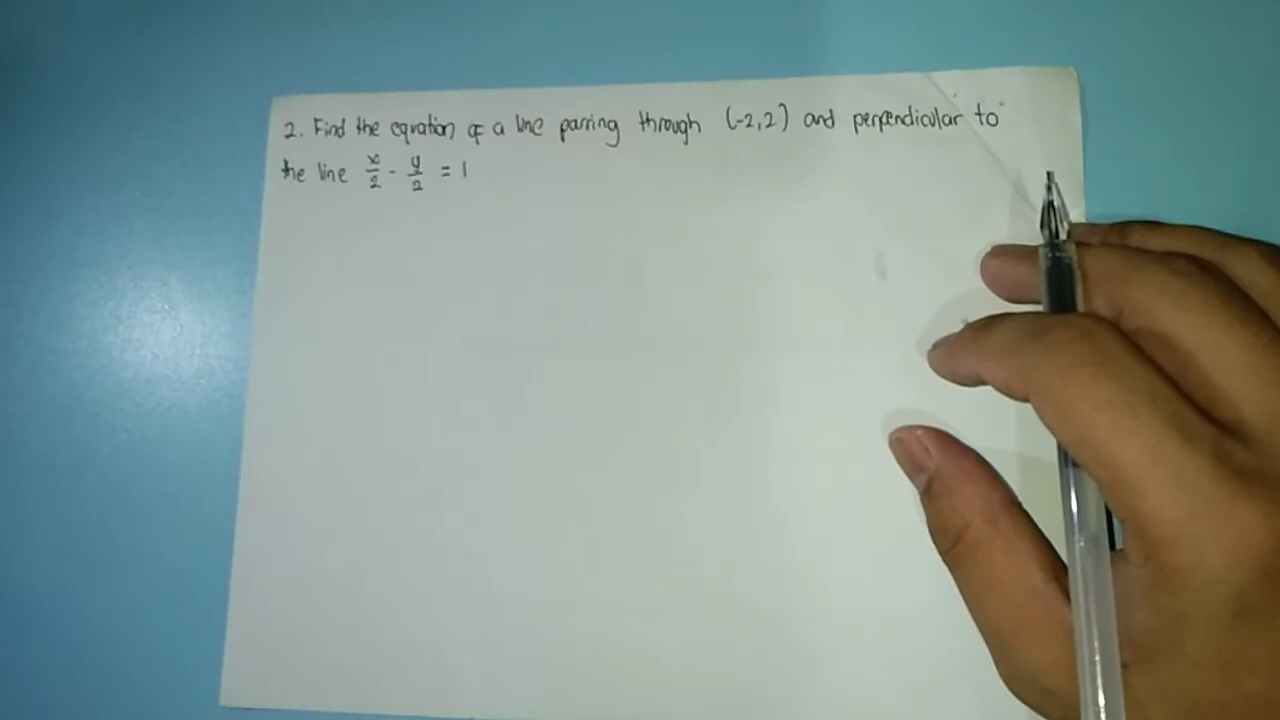 2. Find the equation of a line passing through (-2,2) and perpendicular to
the line x/2 - y/2 = 1